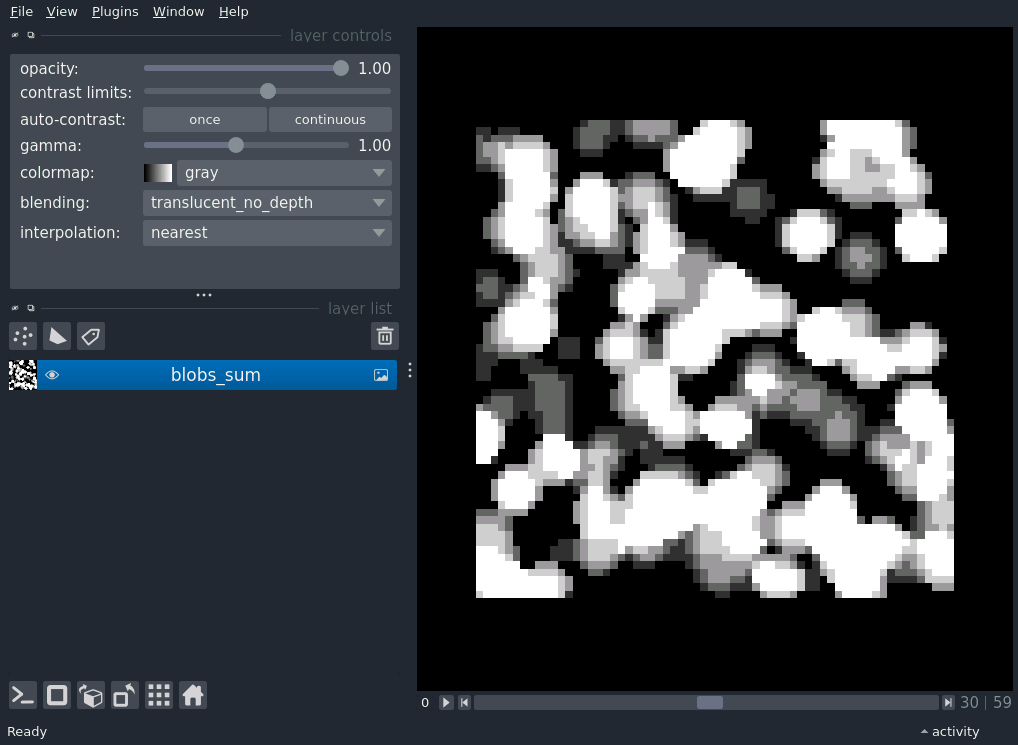 File View Plugins Window Help
layer controls
opacity: 1.00
contrast limits:
auto-contrast: once continuous
gamma: 1.00
colormap: gray
blending: translucent_no_depth
interpolation: nearest
layer list
blobs_sum
0 30 59
Ready activity